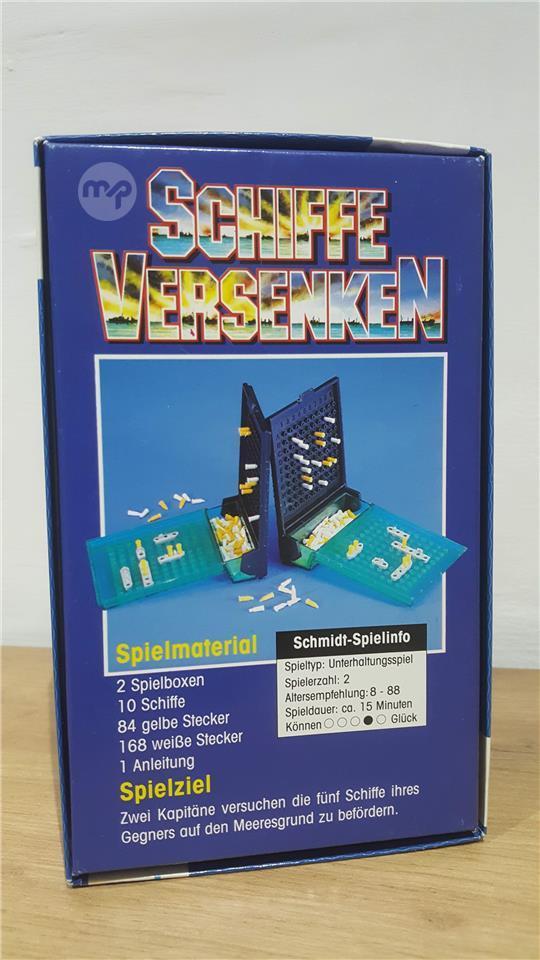 mp
SCHIFFE
VERSENKEN
Spielmaterial
2 Spielboxen
10 Schiffe
84 gelbe Stecker
168 weiße Stecker
1 Anleitung
Schmidt-Spielinfo
Spieltyp: Unterhaltungsspiel
Spielerzahl: 2
Altersempfehlung: 8 - 88
Spieldauer: ca. 15 Minuten
Können ○○○●○ Glück
Spielziel
Zwei Kapitäne versuchen die fünf Schiffe ihres
Gegners auf den Meeresgrund zu befördern.